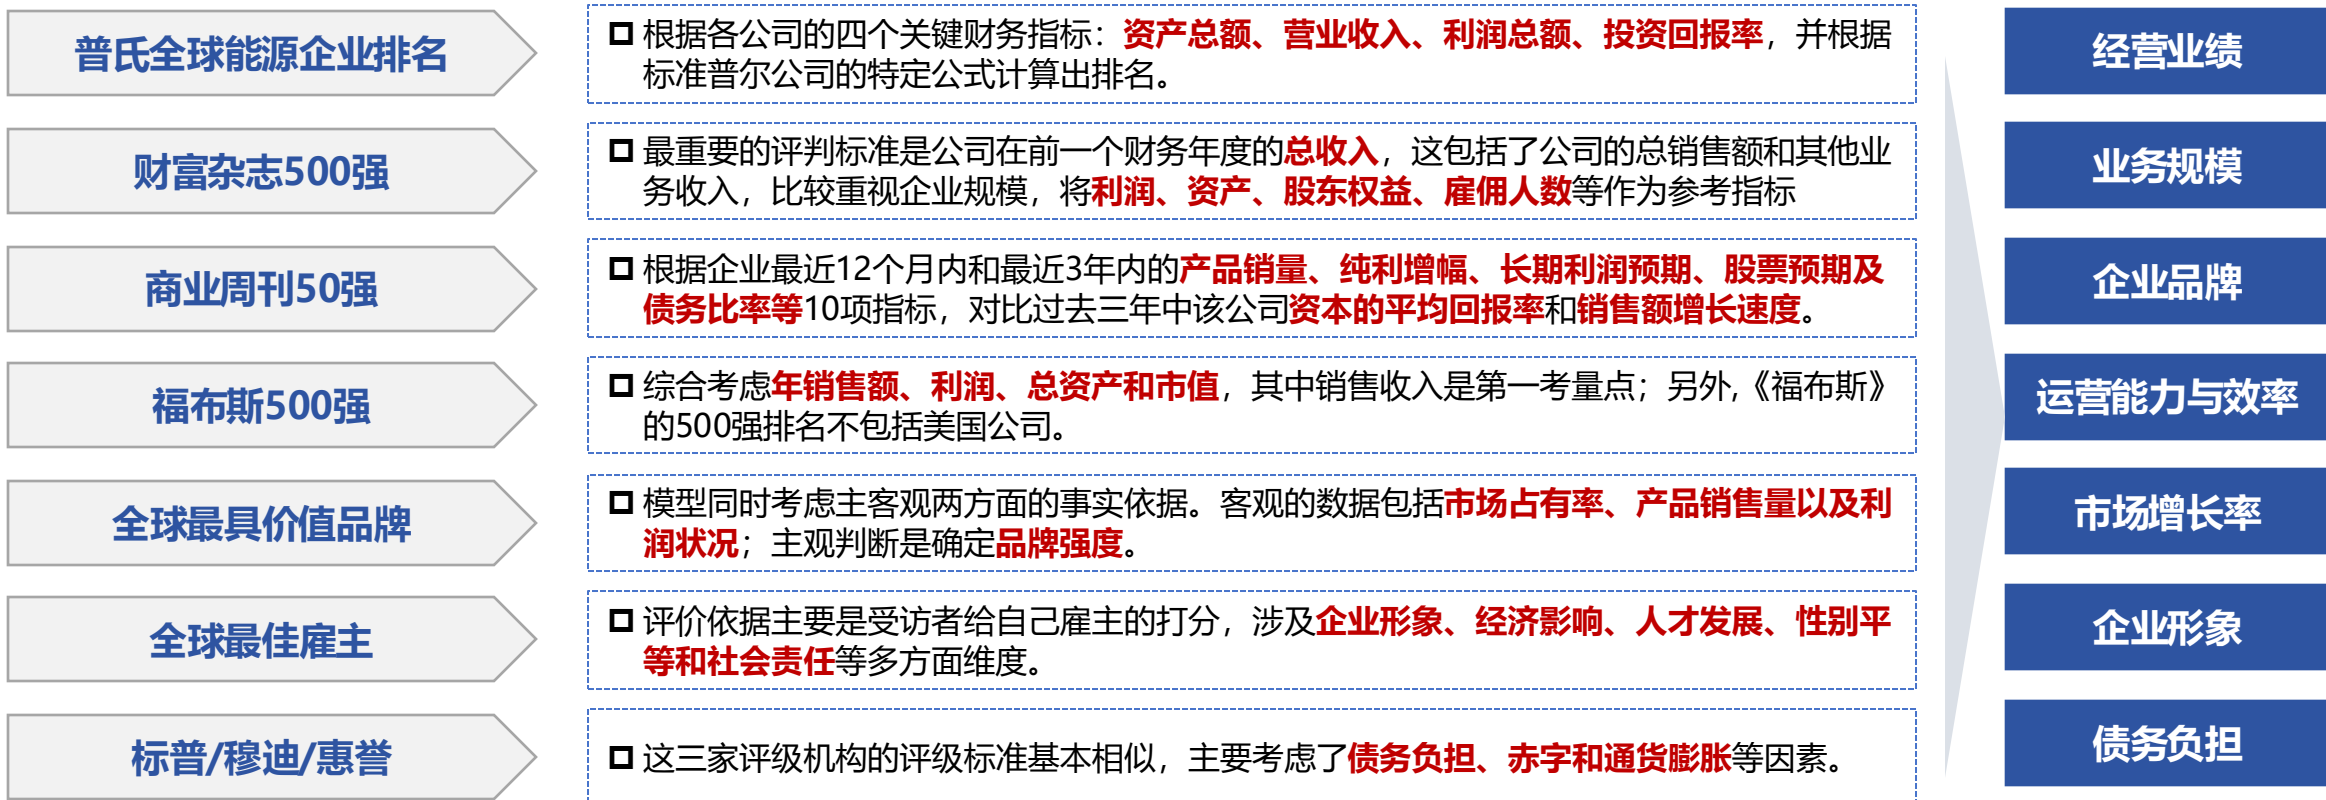 普氏全球能源企业排名
根据各公司的四个关键财务指标：资产总额、营业收入、利润总额、投资回报率，并根据
标准普尔公司的特定公式计算出排名。
财富杂志500强
最重要的评判标准是公司在前一个财务年度的总收入，这包括了公司的总销售额和其他业
务收入，比较重视企业规模，将利润、资产、股东权益、雇佣人数等作为参考指标
商业周刊50强
根据企业最近12个月内和最近3年内的产品销量、纯利增幅、长期利润预期、股票预期及
债务比率等10项指标，对比过去三年中该公司资本的平均回报率和销售额增长速度。
福布斯500强
综合考虑年销售额、利润、总资产和市值，其中销售收入是第一考量点；另外,《福布斯》
的500强排名不包括美国公司。
全球最具价值品牌
模型同时考虑主客观两方面的事实依据。客观的数据包括市场占有率、产品销售量以及利
润状况；主观判断是确定品牌强度。
全球最佳雇主
评价依据主要是受访者给自己雇主的打分，涉及企业形象、经济影响、人才发展、性别平
等和社会责任等多方面维度。
标普/穆迪/惠誉
这三家评级机构的评级标准基本相似，主要考虑了债务负担、赤字和通货膨胀等因素。
经营业绩
业务规模
企业品牌
运营能力与效率
市场增长率
企业形象
债务负担